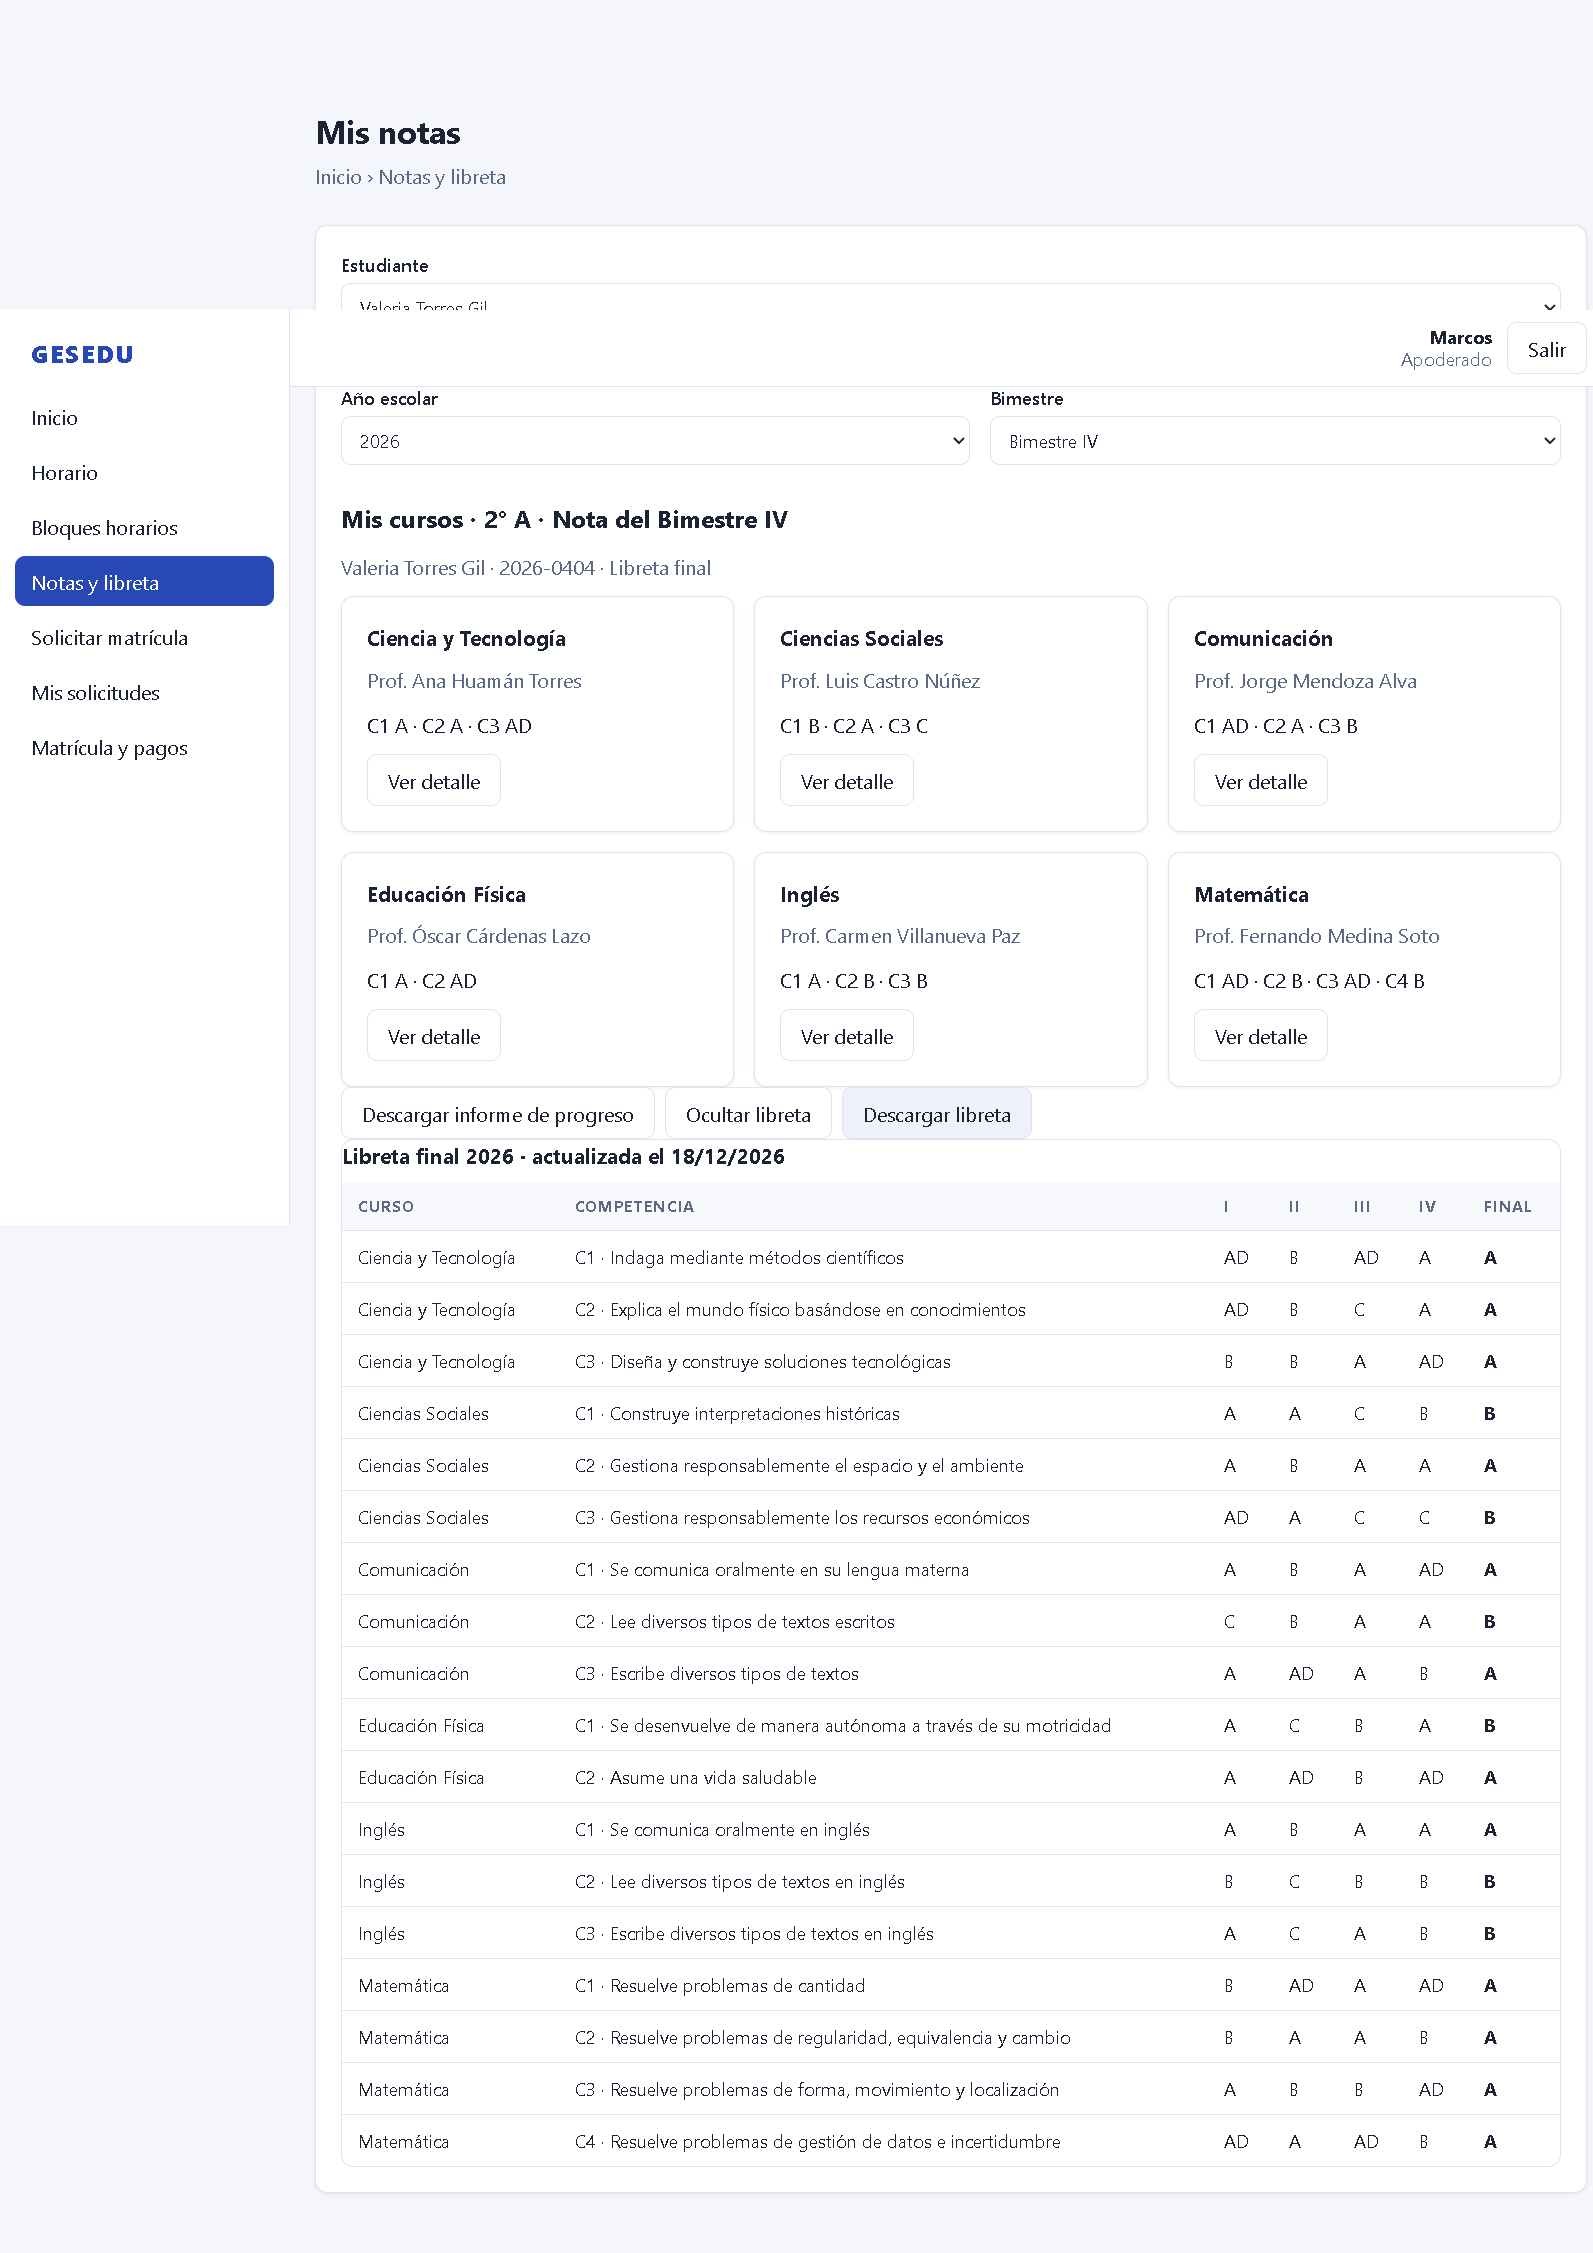 Mis notas
Inicio › Notas y libreta
Estudiante
Valeria Torres Gil
GESEDU
Marcos
Apoderado
Salir
Inicio
Horario
Bloques horarios
Notas y libreta
Solicitar matrícula
Mis solicitudes
Matrícula y pagos
Año escolar
Bimestre
2026
Bimestre IV
Mis cursos · 2° A · Nota del Bimestre IV
Valeria Torres Gil · 2026-0404 · Libreta final
Ciencia y Tecnología
Prof. Ana Huamán Torres
C1 A · C2 A · C3 AD
Ver detalle
Ciencias Sociales
Prof. Luis Castro Núñez
C1 B · C2 A · C3 C
Ver detalle
Comunicación
Prof. Jorge Mendoza Alva
C1 AD · C2 A · C3 B
Ver detalle
Educación Física
Prof. Óscar Cárdenas Lazo
C1 A · C2 AD
Ver detalle
Inglés
Prof. Carmen Villanueva Paz
C1 A · C2 B · C3 B
Ver detalle
Matemática
Prof. Fernando Medina Soto
C1 AD · C2 B · C3 AD · C4 B
Ver detalle
Descargar informe de progreso
Ocultar libreta
Descargar libreta
Libreta final 2026 - actualizada el 18/12/2026
CURSO COMPETENCIA I II III IV FINAL
Ciencia y Tecnología C1 · Indaga mediante métodos científicos AD B AD A A
Ciencia y Tecnología C2 · Explica el mundo físico basándose en conocimientos AD B C A A
Ciencia y Tecnología C3 · Diseña y construye soluciones tecnológicas B B A AD A
Ciencias Sociales C1 · Construye interpretaciones históricas A A C B B
Ciencias Sociales C2 · Gestiona responsablemente el espacio y el ambiente A B A A A
Ciencias Sociales C3 · Gestiona responsablemente los recursos económicos AD A C C B
Comunicación C1 · Se comunica oralmente en su lengua materna A B A AD A
Comunicación C2 · Lee diversos tipos de textos escritos C B A A B
Comunicación C3 · Escribe diversos tipos de textos A AD A B A
Educación Física C1 · Se desenvuelve de manera autónoma a través de su motricidad A C B A B
Educación Física C2 · Asume una vida saludable A AD B AD A
Inglés C1 · Se comunica oralmente en inglés A B A A A
Inglés C2 · Lee diversos tipos de textos en inglés B C B B B
Inglés C3 · Escribe diversos tipos de textos en inglés A C A B B
Matemática C1 · Resuelve problemas de cantidad B AD A AD A
Matemática C2 · Resuelve problemas de regularidad, equivalencia y cambio B A A B A
Matemática C3 · Resuelve problemas de forma, movimiento y localización A B B AD A
Matemática C4 · Resuelve problemas de gestión de datos e incertidumbre AD A AD B A